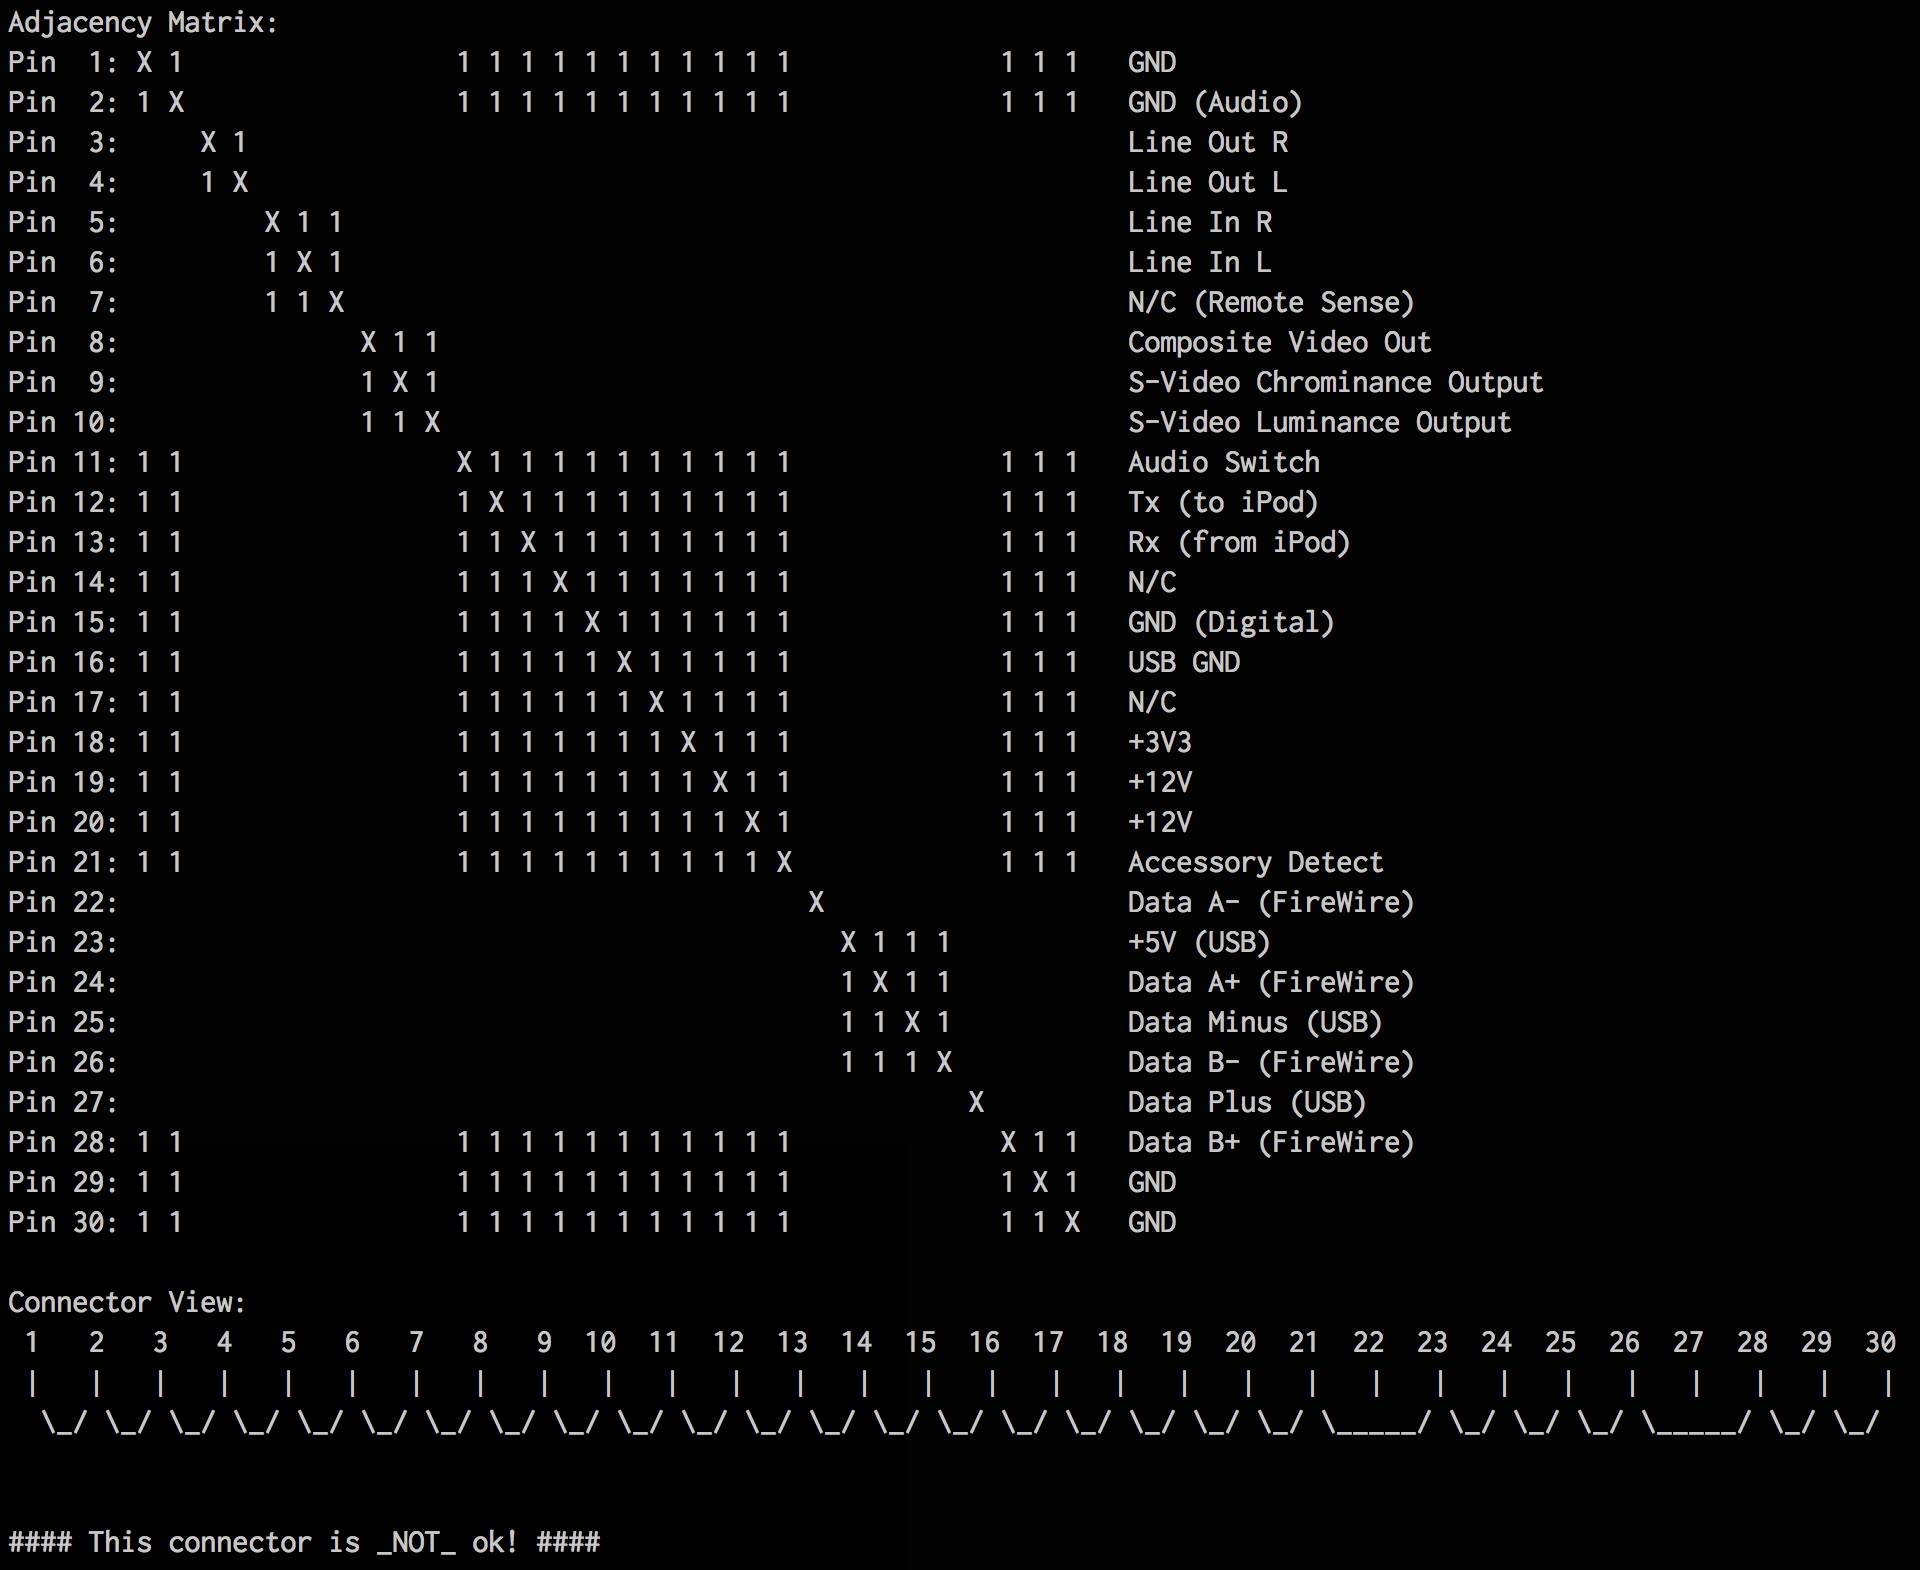 Adjacency Matrix:
Pin  1: X 1                 1 1 1 1 1 1 1 1 1 1 1             1 1 1   GND
Pin  2: 1 X                 1 1 1 1 1 1 1 1 1 1 1             1 1 1   GND (Audio)
Pin  3:     X 1                                                       Line Out R
Pin  4:     1 X                                                       Line Out L
Pin  5:         X 1 1                                                 Line In R
Pin  6:         1 X 1                                                 Line In L
Pin  7:         1 1 X                                                 N/C (Remote Sense)
Pin  8:               X 1 1                                           Composite Video Out
Pin  9:               1 X 1                                           S-Video Chrominance Output
Pin 10:               1 1 X                                           S-Video Luminance Output
Pin 11: 1 1                 X 1 1 1 1 1 1 1 1 1 1             1 1 1   Audio Switch
Pin 12: 1 1                 1 X 1 1 1 1 1 1 1 1 1             1 1 1   Tx (to iPod)
Pin 13: 1 1                 1 1 X 1 1 1 1 1 1 1 1             1 1 1   Rx (from iPod)
Pin 14: 1 1                 1 1 1 X 1 1 1 1 1 1 1             1 1 1   N/C
Pin 15: 1 1                 1 1 1 1 X 1 1 1 1 1 1             1 1 1   GND (Digital)
Pin 16: 1 1                 1 1 1 1 1 X 1 1 1 1 1             1 1 1   USB GND
Pin 17: 1 1                 1 1 1 1 1 1 X 1 1 1 1             1 1 1   N/C
Pin 18: 1 1                 1 1 1 1 1 1 1 X 1 1 1             1 1 1   +3V3
Pin 19: 1 1                 1 1 1 1 1 1 1 1 X 1 1             1 1 1   +12V
Pin 20: 1 1                 1 1 1 1 1 1 1 1 1 X 1             1 1 1   +12V
Pin 21: 1 1                 1 1 1 1 1 1 1 1 1 1 X             1 1 1   Accessory Detect
Pin 22:                                           X                   Data A- (FireWire)
Pin 23:                                             X 1 1 1           +5V (USB)
Pin 24:                                             1 X 1 1           Data A+ (FireWire)
Pin 25:                                             1 1 X 1           Data Minus (USB)
Pin 26:                                             1 1 1 X           Data B- (FireWire)
Pin 27:                                                     X         Data Plus (USB)
Pin 28: 1 1                 1 1 1 1 1 1 1 1 1 1 1             X 1 1   Data B+ (FireWire)
Pin 29: 1 1                 1 1 1 1 1 1 1 1 1 1 1             1 X 1   GND
Pin 30: 1 1                 1 1 1 1 1 1 1 1 1 1 1             1 1 X   GND
Connector View:
 1   2   3   4   5   6   7   8   9  10  11  12  13  14  15  16  17  18  19  20  21  22  23  24  25  26  27  28  29  30
 |   |   |   |   |   |   |   |   |   |   |   |   |   |   |   |   |   |   |   |   |   |   |   |   |   |   |   |   |   |
  \_/ \_/ \_/ \_/ \_/ \_/ \_/ \_/ \_/ \_/ \_/ \_/ \_/ \_/ \_/ \_/ \_/ \_/ \_/ \_/ \_____/ \_/ \_/ \_/ \_____/ \_/ \_/
#### This connector is _NOT_ ok! ####